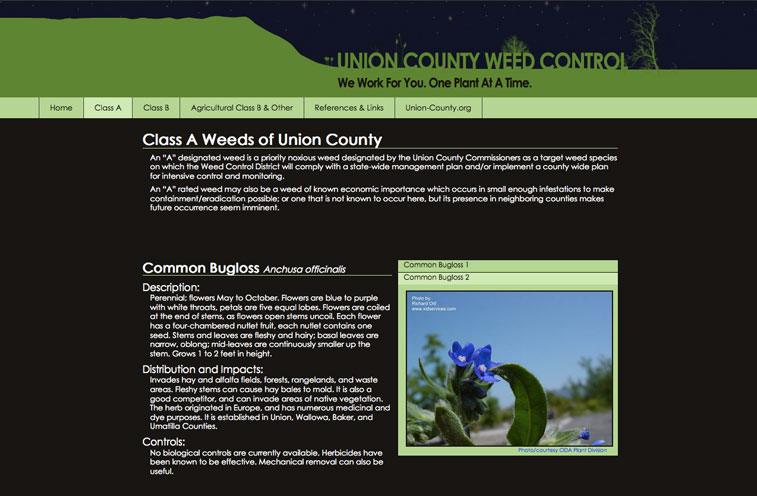 UNION COUNTY WEED CONTROL
We Work For You. One Plant At A Time.
Home
Class A
Class B
Agricultural Class B & Other
References & Links
Union-County.org
Class A Weeds of Union County
An "A" designated weed is a priority noxious weed designated by the Union County Commissioners as a target weed species
on which the Weed Control District will comply with a state-wide management plan and/or implement a county wide plan
for intensive control and monitoring.
An "A" rated weed may also be a weed of known economic importance which occurs in small enough infestations to make
containment/eradication possible; or one that is not known to occur here, but its presence in neighboring counties makes
future occurrence seem imminent.
Common Bugloss Anchusa officinalis
Description:
Perennial; flowers May to October. Flowers are blue to purple
with white throats, petals are five equal lobes. Flowers are coiled
at the end of stems, as flowers open stems uncoil. Each flower
has a four-chambered nutlet fruit, each nutlet contains one
seed. Stems and leaves are fleshy and hairy; basal leaves are
narrow, oblong; mid-leaves are continuously smaller up the
stem. Grows 1 to 2 feet in height.
Distribution and Impacts:
Invades hay and alfalfa fields, forests, rangelands, and waste
areas. Fleshy stems can cause hay bales to mold. It is also a
good competitor, and can invade areas of native vegetation.
The herb originated in Europe, and has numerous medicinal and
dye purposes. It is established in Union, Wallowa, Baker, and
Umatilla Counties.
Controls:
No biological controls are currently available. Herbicides have
been known to be effective. Mechanical removal can also be
useful.
Common Bugloss 1
Common Bugloss 2
Photo by:
Richard Old
www.xidservices.com
Photo/courtesy ODA Plant Division